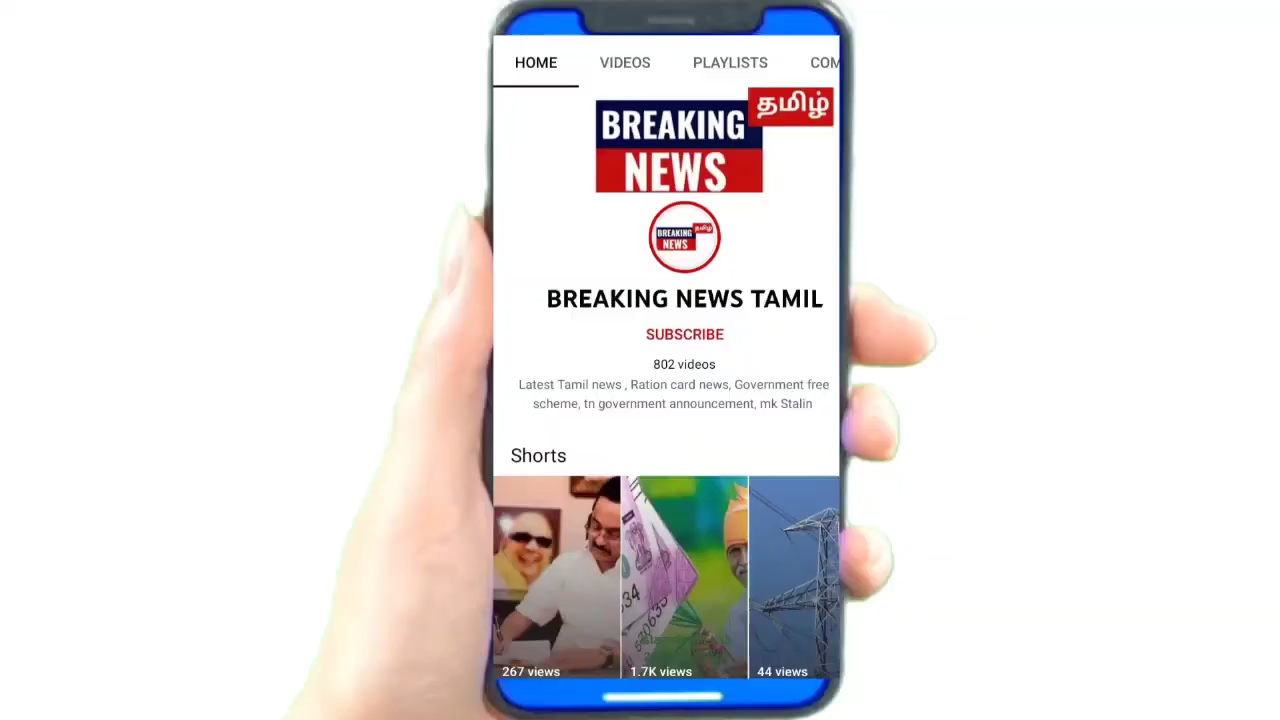 HOME VIDEOS PLAYLISTS COM
தமிழ்
BREAKING
NEWS
BREAKING தமிழ்
NEWS
BREAKING NEWS TAMIL
SUBSCRIBE
802 videos
Latest Tamil news , Ration card news, Government free
scheme, tn government announcement, mk Stalin
Shorts
267 views 1.7K views 44 views